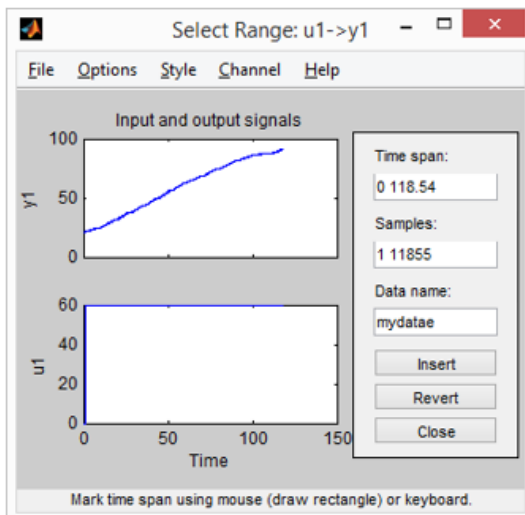 Select Range: u1->y1
File Options Style Channel Help
Input and output signals
100
50
0
y1
60
40
20
0
u1
0 50 100 150
Time
Time span:
0 118.54
Samples:
1 11855
Data name:
mydatae
Insert
Revert
Close
Mark time span using mouse (draw rectangle) or keyboard.